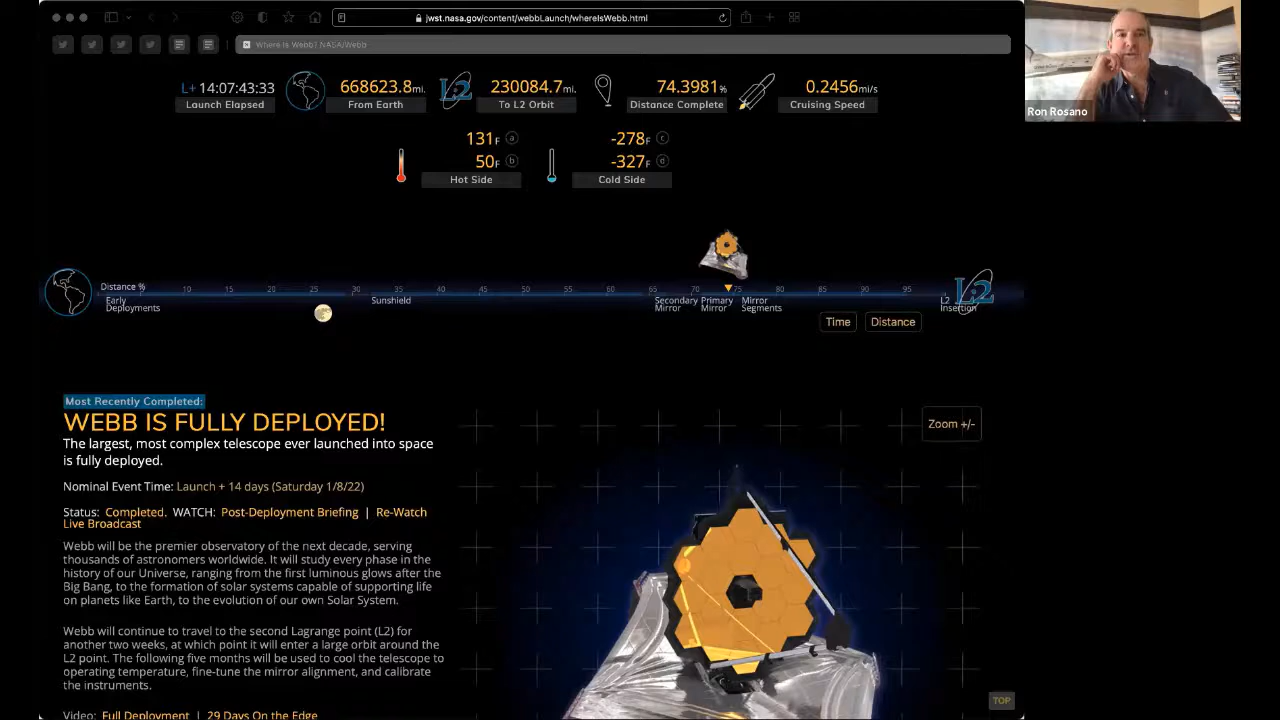 jwst.nasa.gov/content/webbLaunch/whereIsWebb.html
Where Is Webb? NASA/Webb
Ron Rosano
L+ 14:07:43:33
Launch Elapsed
668623.8mi.
From Earth
L2
230084.7mi.
To L2 Orbit
74.3981%
Distance Complete
0.2456mi/s
Cruising Speed
131F a
50F b
Hot Side
-278F c
-327F d
Cold Side
Distance %
10 15 20 25 30 35 40 45 50 55 60 65 70 75 80 85 90 95
Early
Deployments
Sunshield
Secondary
Mirror
Primary
Mirror
Mirror
Segments
L2
Insertion
L2
Time
Distance
Most Recently Completed:
WEBB IS FULLY DEPLOYED!
The largest, most complex telescope ever launched into space
is fully deployed.
Nominal Event Time: Launch + 14 days (Saturday 1/8/22)
Status: Completed. WATCH: Post-Deployment Briefing | Re-Watch
Live Broadcast
Webb will be the premier observatory of the next decade, serving
thousands of astronomers worldwide. It will study every phase in the
history of our Universe, ranging from the first luminous glows after the
Big Bang, to the formation of solar systems capable of supporting life
on planets like Earth, to the evolution of our own Solar System.
Webb will continue to travel to the second Lagrange point (L2) for
another two weeks, at which point it will enter a large orbit around the
L2 point. The following five months will be used to cool the telescope to
operating temperature, fine-tune the mirror alignment, and calibrate
the instruments.
Video: Full Deployment | 29 Days On the Edge
Zoom +/-
TOP